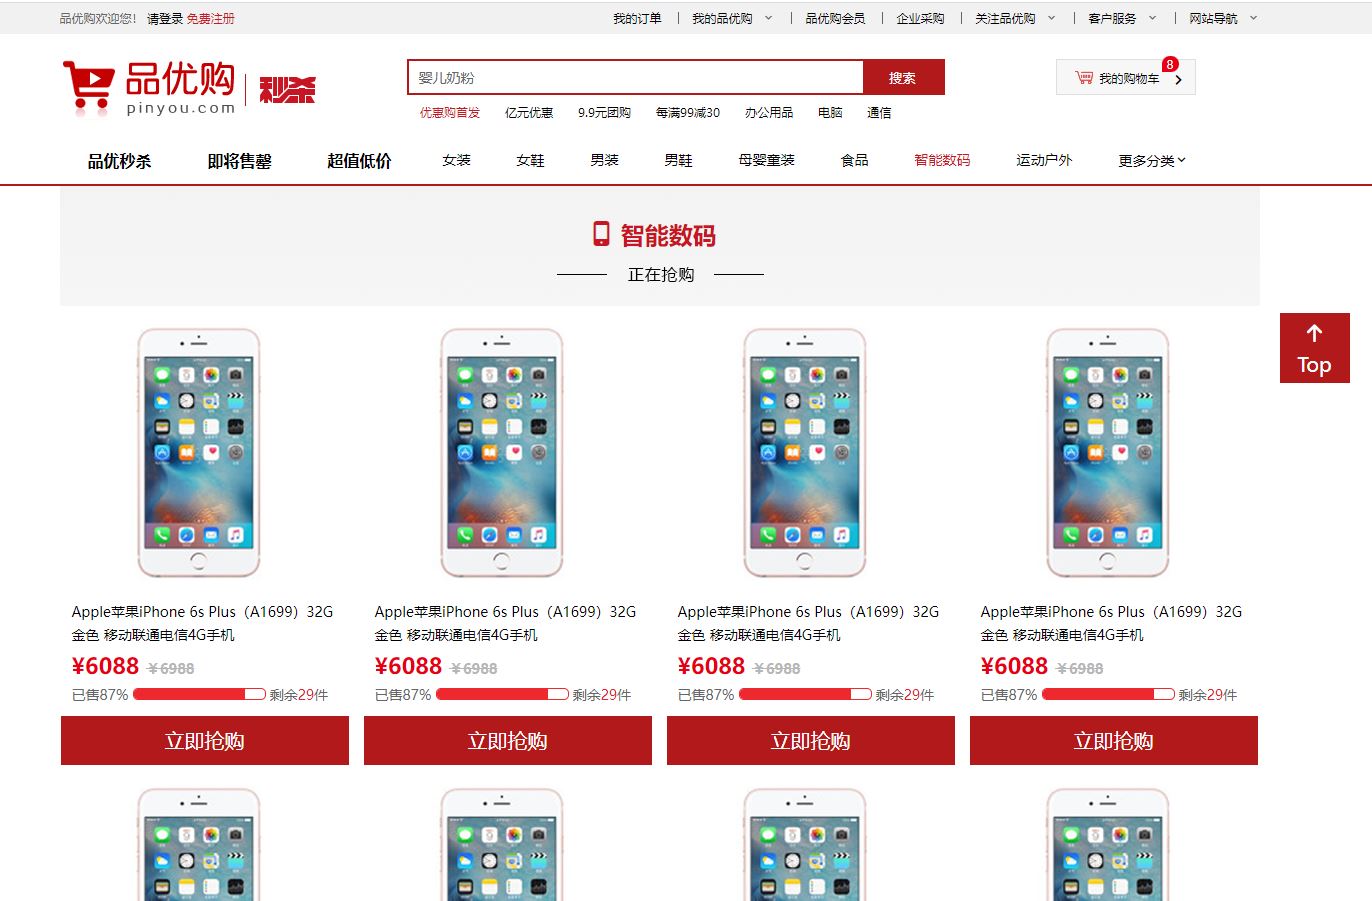 品优购欢迎您! 请登录 免费注册 我的订单 我的品优购 品优购会员 企业采购 关注品优购 客户服务 网站导航
品优购 秒杀
pinyou.com
婴儿奶粉 搜索
我的购物车 8
优惠购首发 亿元优惠 9.9元团购 每满99减30 办公用品 电脑 通信
品优秒杀 即将售罄 超值低价 女装 女鞋 男装 男鞋 母婴童装 食品 智能数码 运动户外 更多分类
智能数码
正在抢购
Top
Apple苹果iPhone 6s Plus（A1699）32G
金色 移动联通电信4G手机
¥6088 ¥6988
已售87% 剩余29件
立即抢购
Apple苹果iPhone 6s Plus（A1699）32G
金色 移动联通电信4G手机
¥6088 ¥6988
已售87% 剩余29件
立即抢购
Apple苹果iPhone 6s Plus（A1699）32G
金色 移动联通电信4G手机
¥6088 ¥6988
已售87% 剩余29件
立即抢购
Apple苹果iPhone 6s Plus（A1699）32G
金色 移动联通电信4G手机
¥6088 ¥6988
已售87% 剩余29件
立即抢购